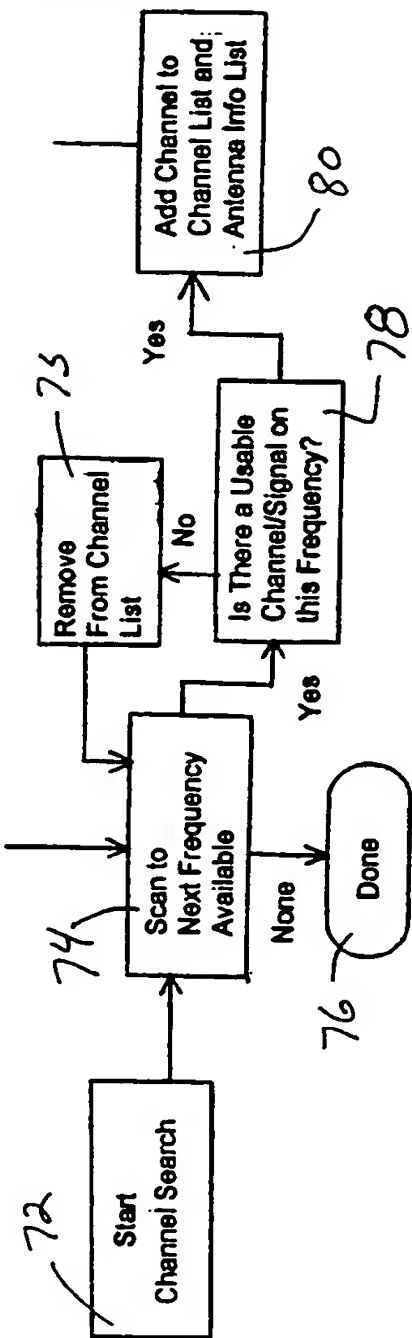 72
Start
Channel Search
74
Scan to
Next Frequency
Available
None
76
Done
Yes
73
Remove
From Channel
List
No
Is There a Usable
Channel/Signal on
this Frequency?
78
Yes
Add Channel to
Channel List and
Antenna Info List
80